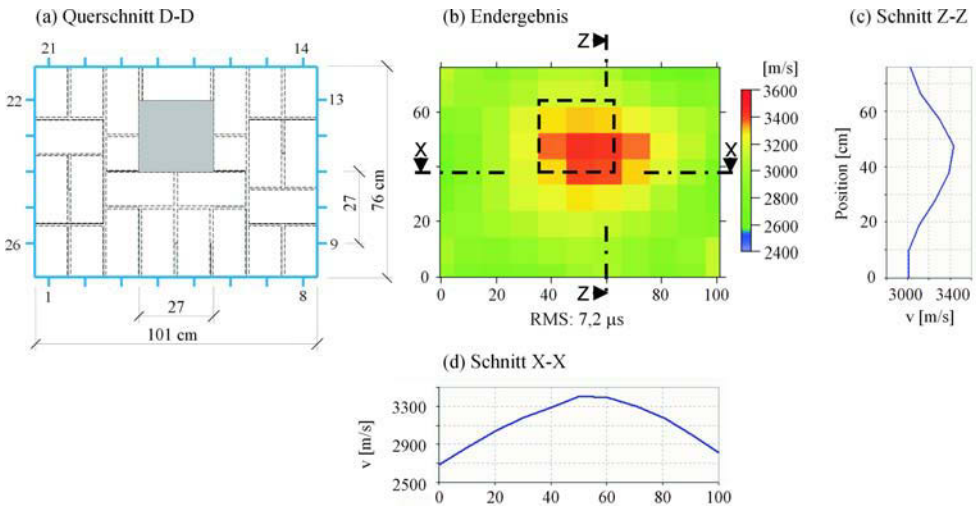 (a) Querschnitt D-D
21
14
22
13
26
9
1
8
27
76 cm
27
101 cm
(b) Endergebnis
Z
60
40
20
0
X
X
Z
0 20 40 60 80 100
RMS: 7,2 µs
[m/s]
3600
3400
3200
3000
2800
2600
2400
(c) Schnitt Z-Z
Position [cm]
60
40
20
0
3000 3400
v [m/s]
(d) Schnitt X-X
v [m/s]
3300
2900
2500
0 20 40 60 80 100